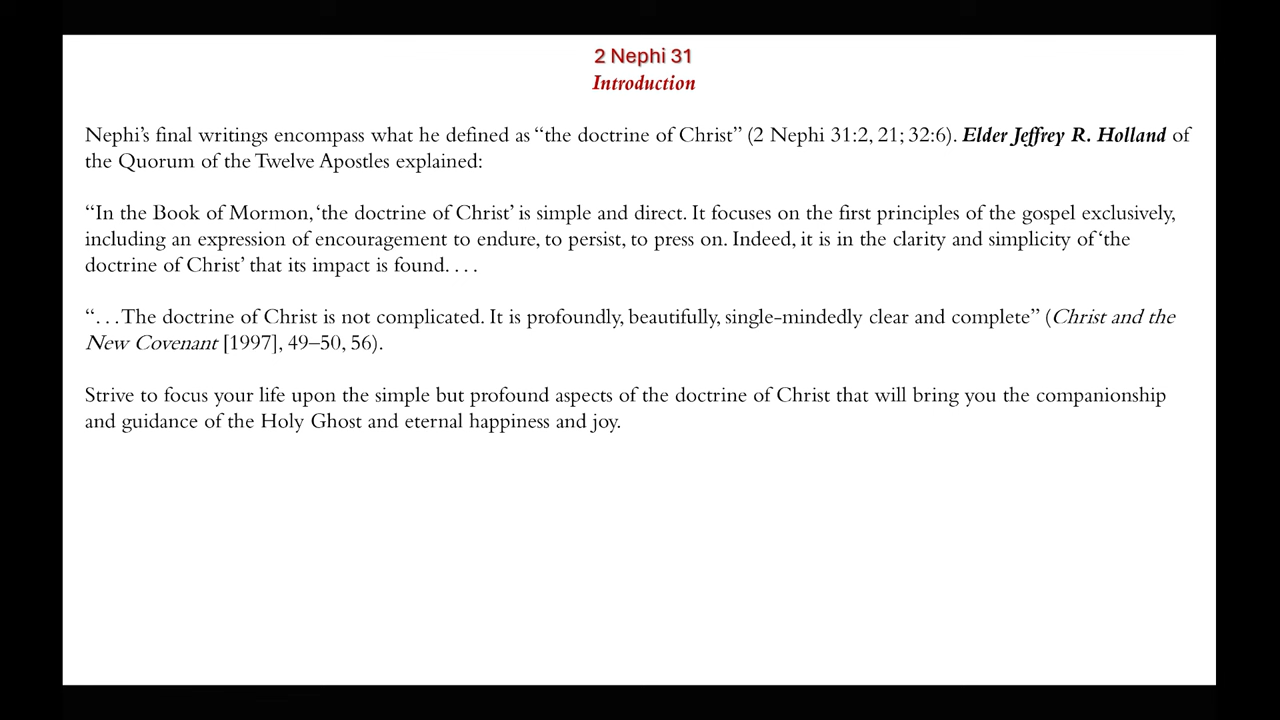 2 Nephi 31
Introduction
Nephi’s final writings encompass what he defined as “the doctrine of Christ” (2 Nephi 31:2, 21; 32:6). Elder Jeffrey R. Holland of
the Quorum of the Twelve Apostles explained:
“In the Book of Mormon, ‘the doctrine of Christ’ is simple and direct. It focuses on the first principles of the gospel exclusively,
including an expression of encouragement to endure, to persist, to press on. Indeed, it is in the clarity and simplicity of ‘the
doctrine of Christ’ that its impact is found. . . .
“. . . The doctrine of Christ is not complicated. It is profoundly, beautifully, single-mindedly clear and complete” (Christ and the
New Covenant [1997], 49–50, 56).
Strive to focus your life upon the simple but profound aspects of the doctrine of Christ that will bring you the companionship
and guidance of the Holy Ghost and eternal happiness and joy.